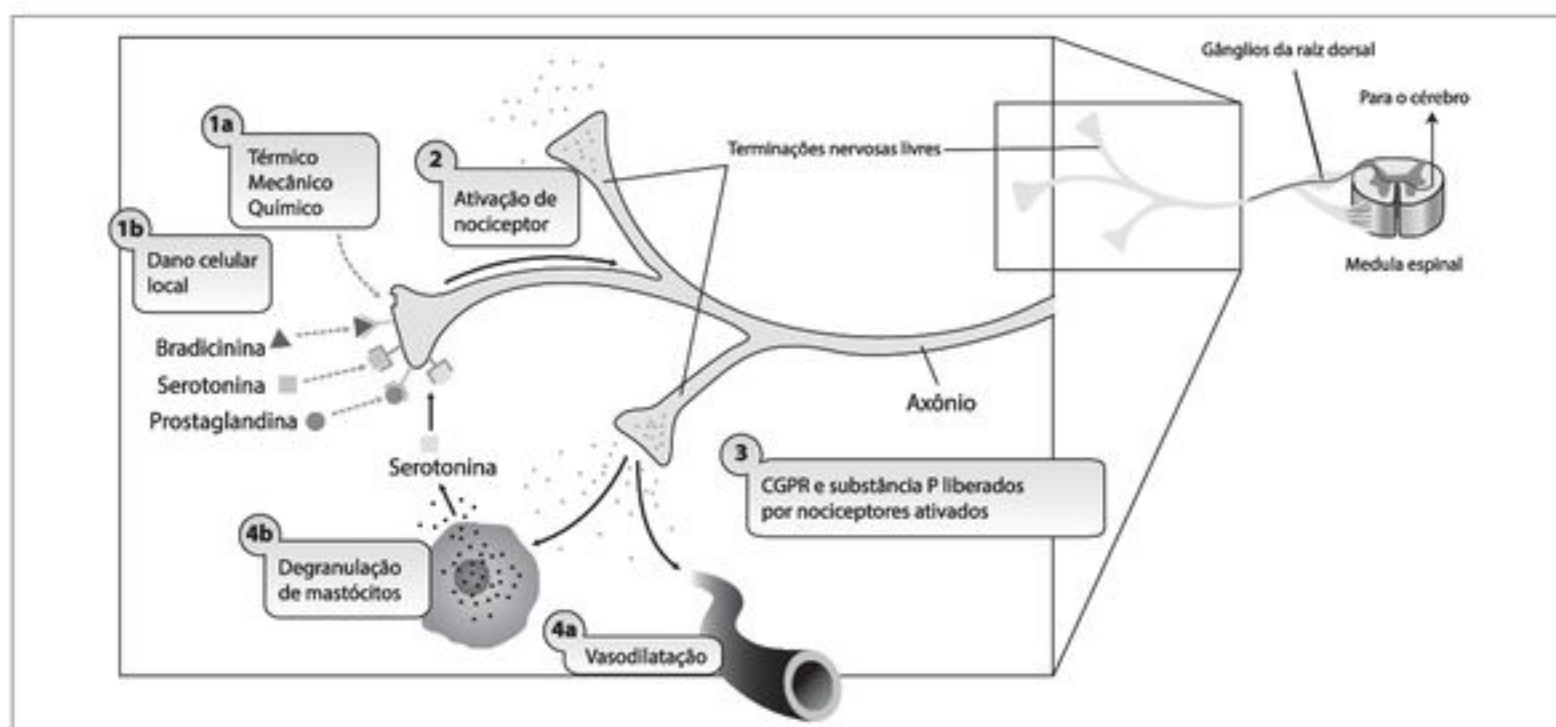 Gânglios da raíz dorsal
Para o cérebro
1a
Térmico
Mecânico
Químico
2
Ativação de
nociceptor
Terminações nervosas livres
1b
Dano celular
local
Medula espinal
Bradicinina
Serotonina
Prostaglandina
Axônio
Serotonina
3
CGPR e substância P liberados
por nociceptores ativados
4b
Degranulação
de mastócitos
4a
Vasodilatação